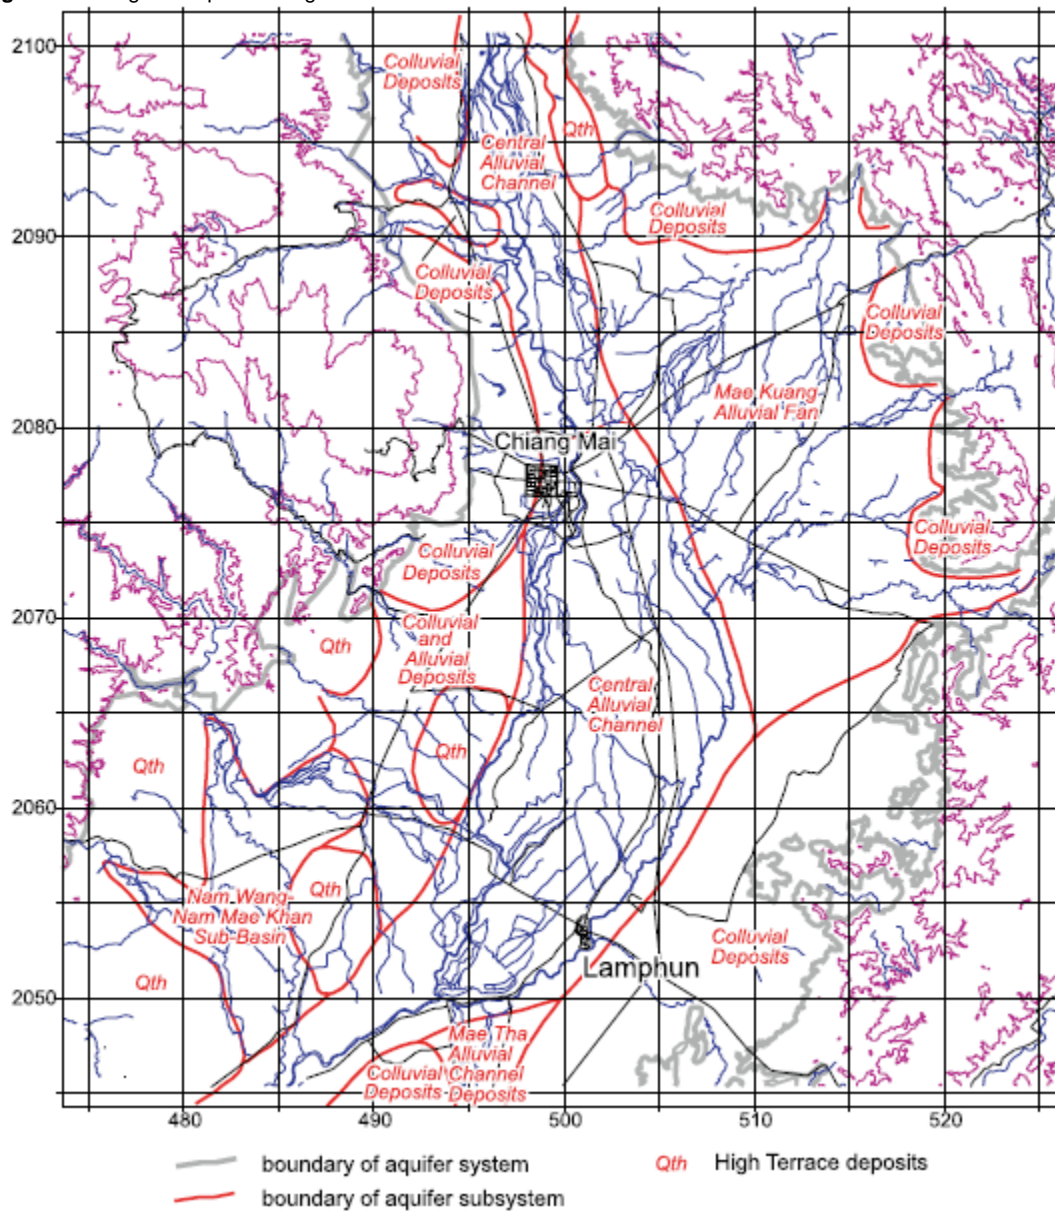 2100
Colluvial
Deposits
Qth
Central
Alluvial
Channel
Colluvial
Deposits
2090
Colluvial
Deposits
Colluvial
Deposits
Mae Kuang
Alluvial Fan
2080
Chiang Mai
Colluvial
Deposits
Colluvial
Deposits
2070
Colluvial
and
Alluvial
Deposits
Qth
Central
Alluvial
Channel
Qth
Qth
2060
Qth
Nam Wang-
Nam Mae Khan
Sub-Basin
Colluvial
Deposits
Lamphun
Qth
2050
Mae Tha
Alluvial
Channel
Deposits
Colluvial
Deposits
480
490
500
510
520
boundary of aquifer system
Qth High Terrace deposits
boundary of aquifer subsystem